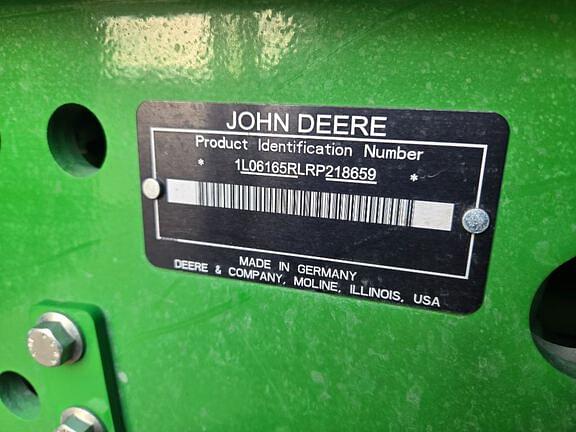 JOHN DEERE
Product Identification Number
* 1L06165RLRP218659 *
MADE IN GERMANY
DEERE & COMPANY, MOLINE, ILLINOIS, USA